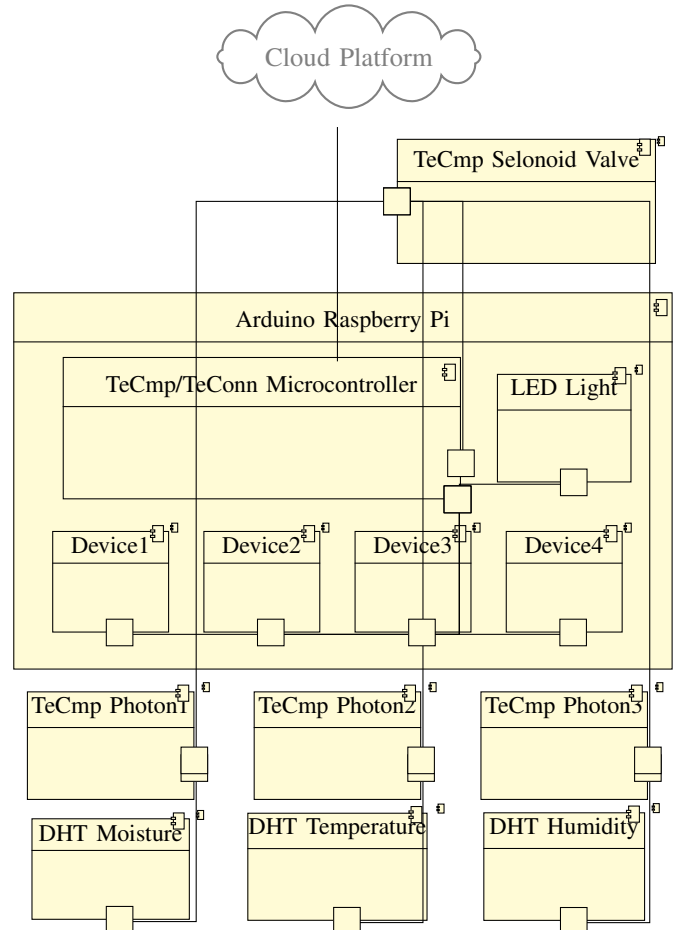 Cloud Platform
TeCmp Selonoid Valve
Arduino Raspberry Pi
TeCmp/TeConn Microcontroller
LED Light
Device1
Device2
Device3
Device4
TeCmp Photon1
TeCmp Photon2
TeCmp Photon3
DHT Moisture
DHT Temperature
DHT Humidity